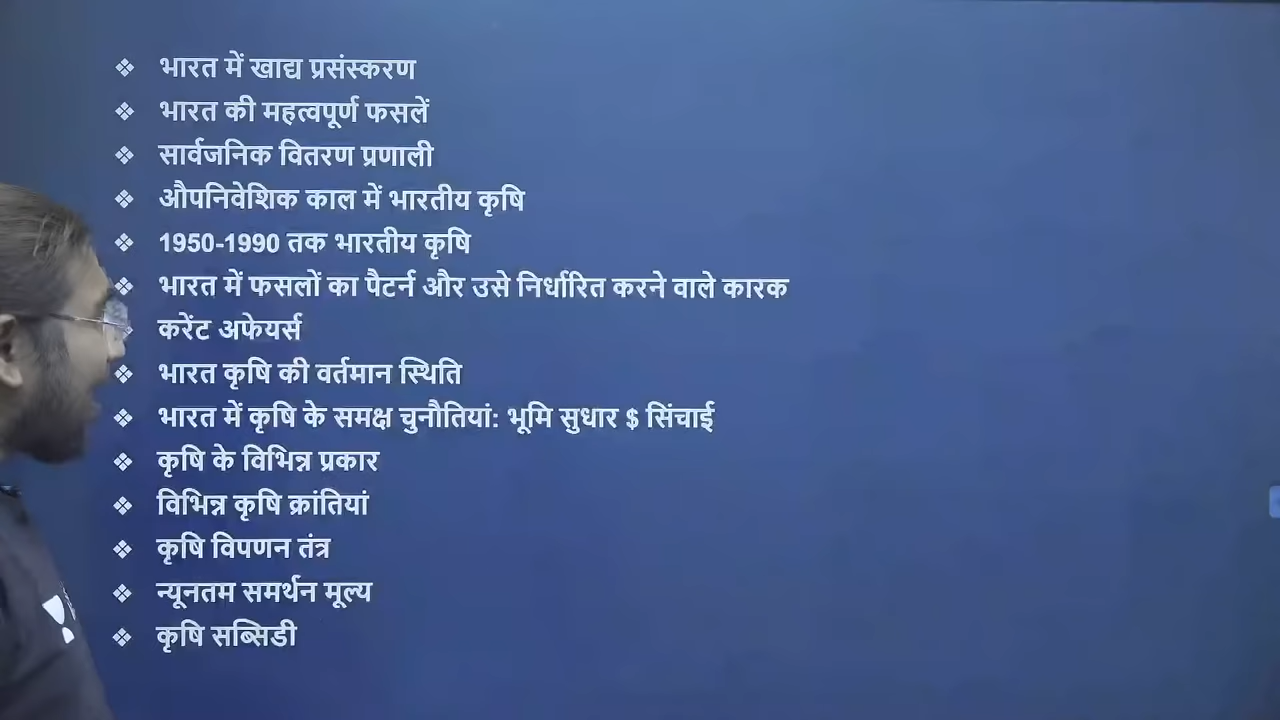 ❖ भारत में खाद्य प्रसंस्करण
❖ भारत की महत्वपूर्ण फसलें
❖ सार्वजनिक वितरण प्रणाली
❖ औपनिवेशिक काल में भारतीय कृषि
❖ 1950-1990 तक भारतीय कृषि
❖ भारत में फसलों का पैटर्न और उसे निर्धारित करने वाले कारक
❖ करेंट अफेयर्स
❖ भारत कृषि की वर्तमान स्थिति
❖ भारत में कृषि के समक्ष चुनौतियां: भूमि सुधार $ सिंचाई
❖ कृषि के विभिन्न प्रकार
❖ विभिन्न कृषि क्रांतियां
❖ कृषि विपणन तंत्र
❖ न्यूनतम समर्थन मूल्य
❖ कृषि सब्सिडी